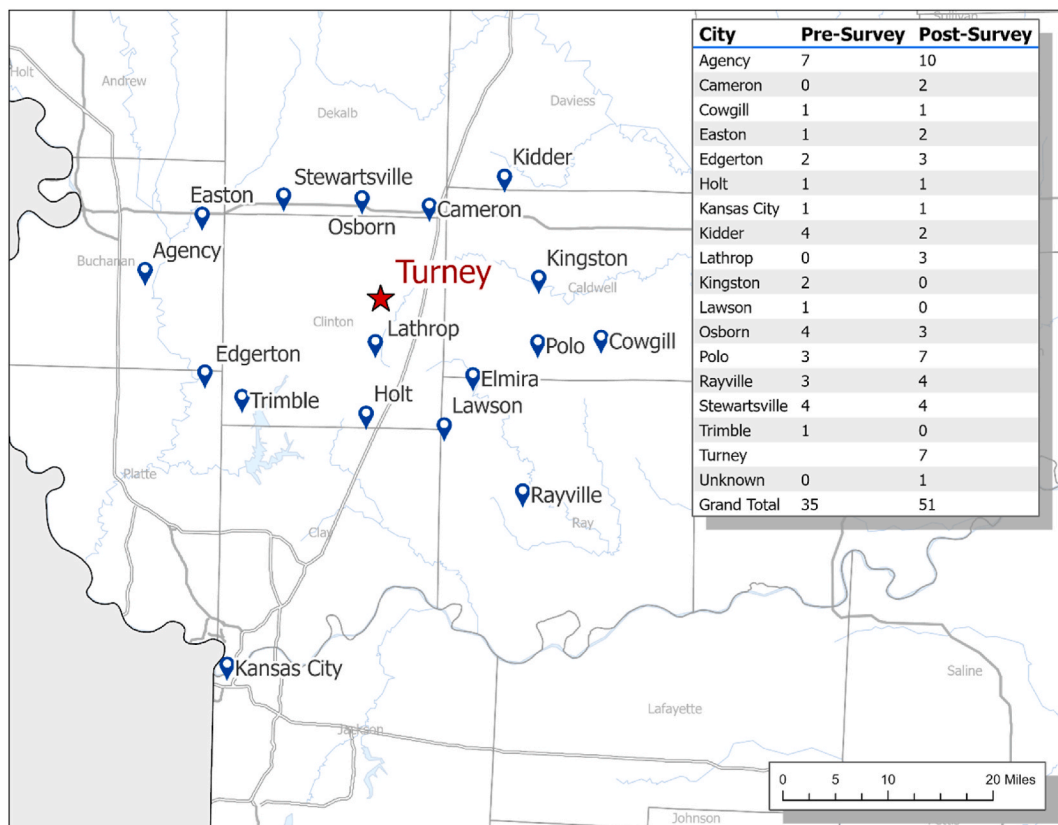 Sullivan
Holt
Andrew
Dekalb
Daviess
Kidder
Stewartsville
Easton
Osborn
Cameron
Buchanan
Agency
Turney
Kingston
Caldwell
Clinton
Lathrop
Polo
Cowgill
Edgerton
Elmira
Trimble
Holt
Lawson
Platte
Rayville
Ray
Clay
Kansas City
Saline
Lafayette
Jackson
Johnson
City Pre-Survey Post-Survey
Agency 7 10
Cameron 0 2
Cowgill 1 1
Easton 1 2
Edgerton 2 3
Holt 1 1
Kansas City 1 1
Kidder 4 2
Lathrop 0 3
Kingston 2 0
Lawson 1 0
Osborn 4 3
Polo 3 7
Rayville 3 4
Stewartsville 4 4
Trimble 1 0
Turney 7
Unknown 0 1
Grand Total 35 51
0 5 10 20 Miles